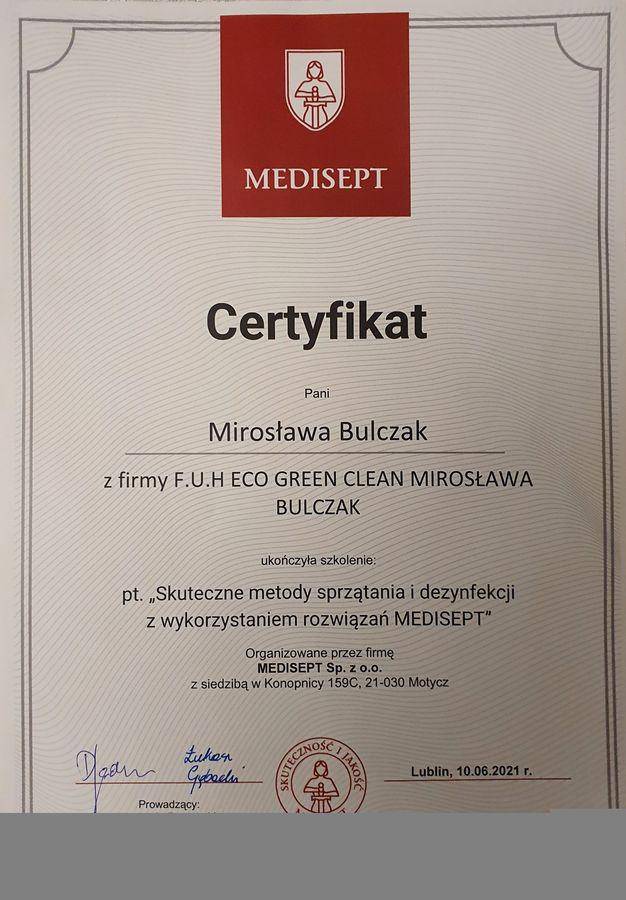 MEDISEPT
Certyfikat
Pani
Mirosława Bulczak
z firmy F.U.H ECO GREEN CLEAN MIROSŁAWA
BULCZAK
ukończyła szkolenie:
pt. „Skuteczne metody sprzątania i dezynfekcji
z wykorzystaniem rozwiązań MEDISEPT”
Organizowane przez firmę
MEDISEPT Sp. z o.o.
z siedzibą w Konopnicy 159C, 21-030 Motycz
Łukasz
SKUTECZNOŚĆ I JAKOŚĆ
Lublin, 10.06.2021 r.
Prowadzący: